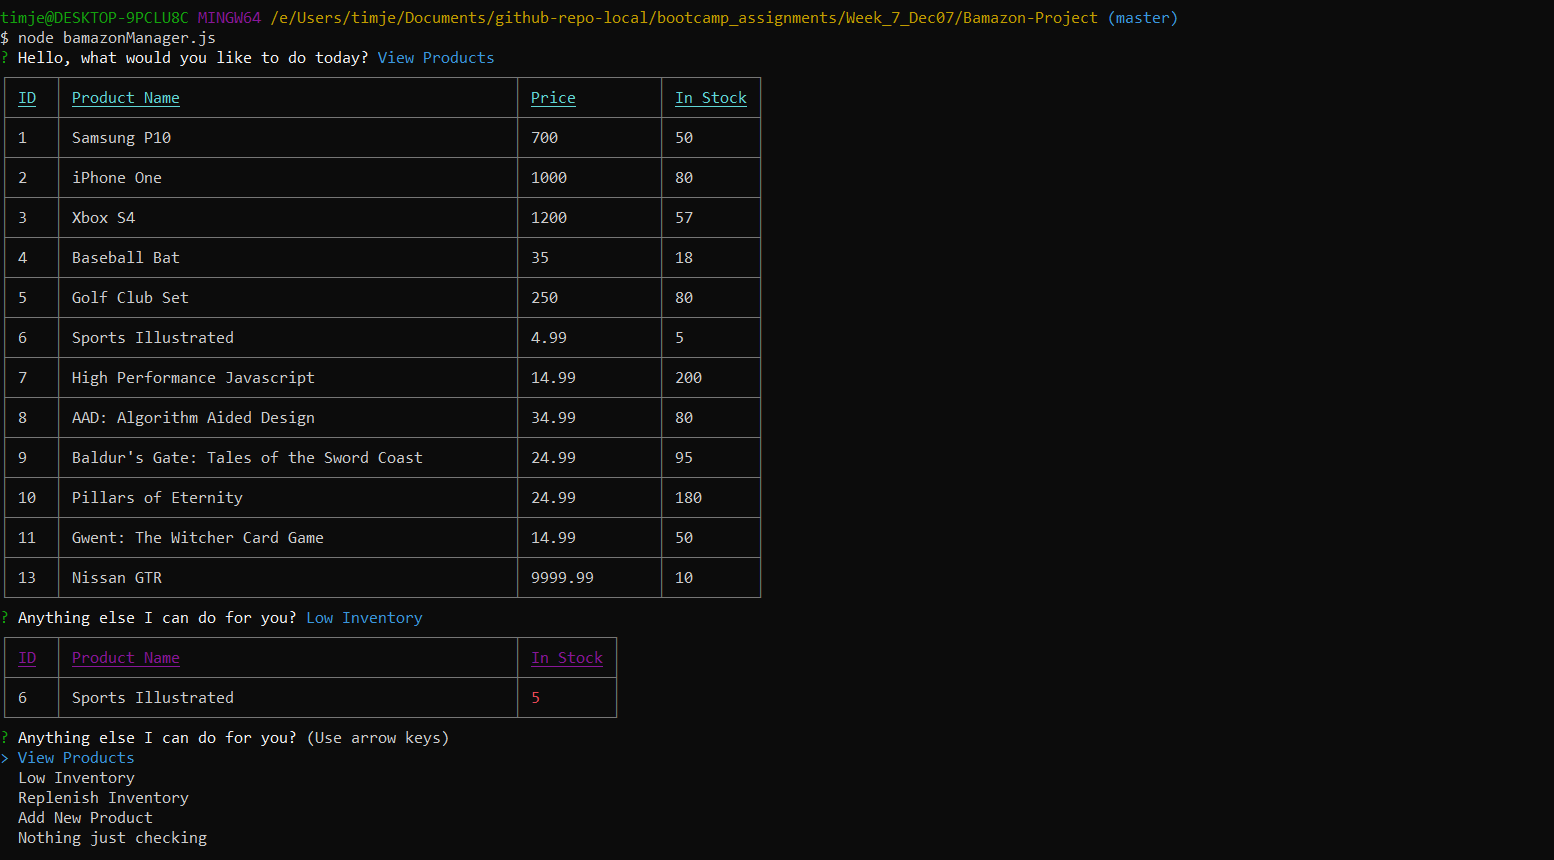 timje@DESKTOP-9PCLU8C MINGW64 /e/Users/timje/Documents/github-repo-local/bootcamp_assignments/Week_7_Dec07/Bamazon-Project (master)
$ node bamazonManager.js
? Hello, what would you like to do today? View Products
ID Product Name Price In Stock
1 Samsung P10 700 50
2 iPhone One 1000 80
3 Xbox S4 1200 57
4 Baseball Bat 35 18
5 Golf Club Set 250 80
6 Sports Illustrated 4.99 5
7 High Performance Javascript 14.99 200
8 AAD: Algorithm Aided Design 34.99 80
9 Baldur's Gate: Tales of the Sword Coast 24.99 95
10 Pillars of Eternity 24.99 180
11 Gwent: The Witcher Card Game 14.99 50
13 Nissan GTR 9999.99 10
? Anything else I can do for you? Low Inventory
ID Product Name In Stock
6 Sports Illustrated 5
? Anything else I can do for you? (Use arrow keys)
> View Products
Low Inventory
Replenish Inventory
Add New Product
Nothing just checking